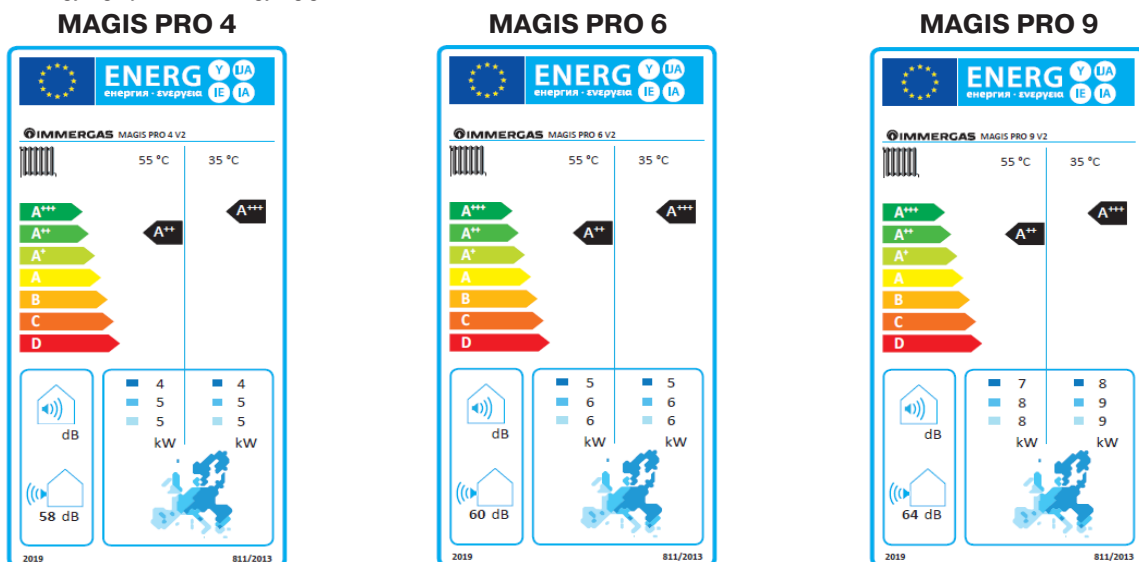 MAGIS PRO 4
ENERG Y IJA
енергия · ενεργεια IE IA
IMMERGAS MAGIS PRO 4 V2
55 °C 35 °C
A+++ A+++
A++ A++
A+
A
B
C
D
4 4
5 5
5 5
dB
kW kW
58 dB
2019 811/2013
MAGIS PRO 6
ENERG Y IJA
енергия · ενεργεια IE IA
IMMERGAS MAGIS PRO 6 V2
55 °C 35 °C
A+++ A+++
A++ A++
A+
A
B
C
D
5 5
6 6
6 6
dB
kW kW
60 dB
2019 811/2013
MAGIS PRO 9
ENERG Y IJA
енергия · ενεργεια IE IA
IMMERGAS MAGIS PRO 9 V2
55 °C 35 °C
A+++ A+++
A++ A++
A+
A
B
C
D
7 8
8 9
8 9
dB
kW kW
64 dB
2019 811/2013